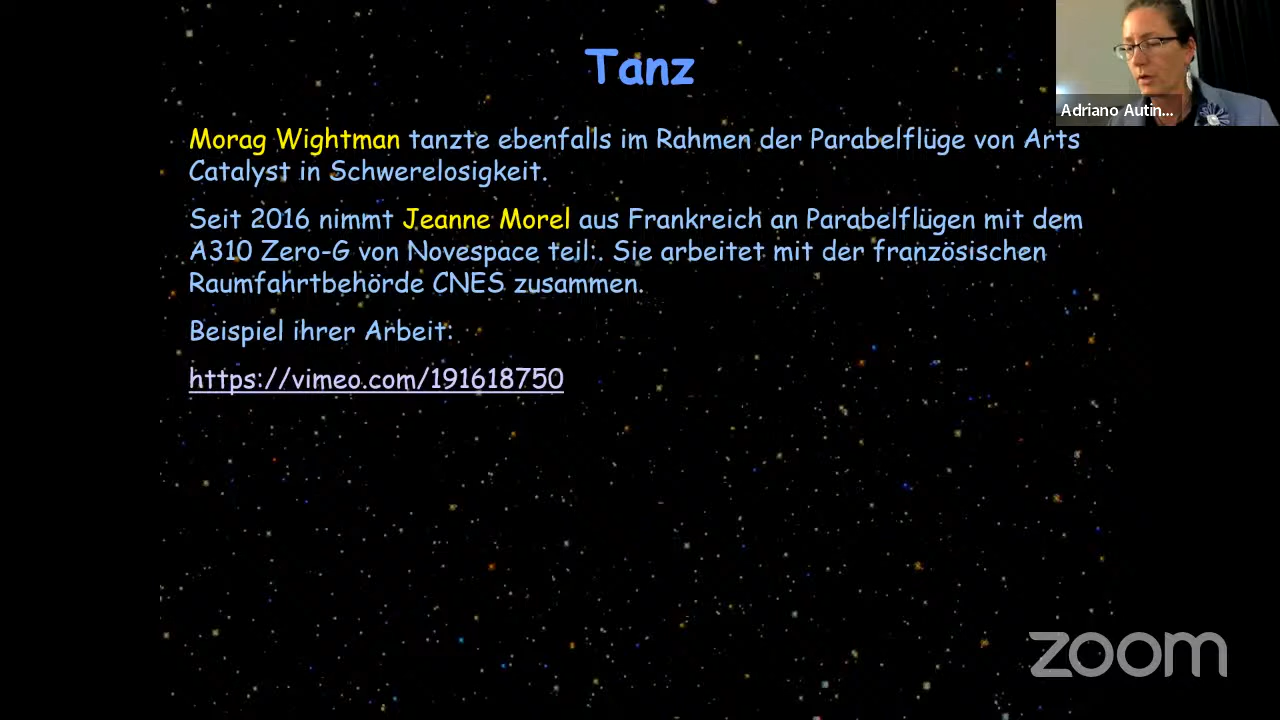 Tanz
Adriano Autin...
Morag Wightman tanzte ebenfalls im Rahmen der Parabelflüge von Arts
Catalyst in Schwerelosigkeit.
Seit 2016 nimmt Jeanne Morel aus Frankreich an Parabelflügen mit dem
A310 Zero-G von Novespace teil:. Sie arbeitet mit der französischen
Raumfahrtbehörde CNES zusammen.
Beispiel ihrer Arbeit:
https://vimeo.com/191618750
zoom